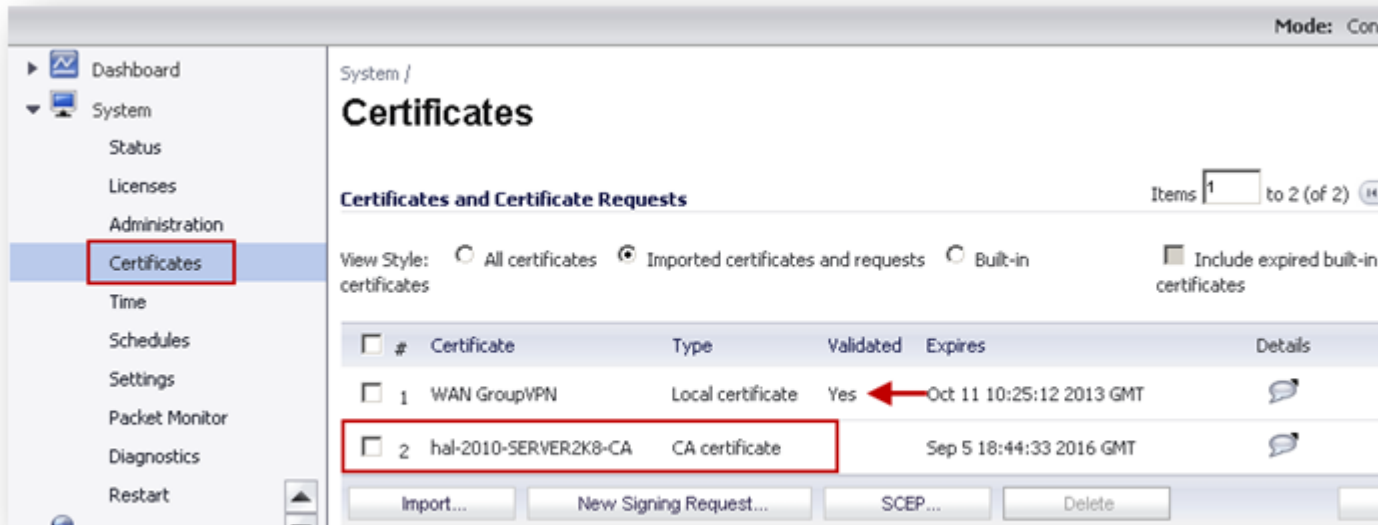 Mode: Con
Dashboard
System
Status
Licenses
Administration
Certificates
Time
Schedules
Settings
Packet Monitor
Diagnostics
Restart
System /
Certificates
Certificates and Certificate Requests
Items 1 to 2 (of 2)
View Style: All certificates Imported certificates and requests Built-in
certificates
Include expired built-in
certificates
# Certificate Type Validated Expires Details
1 WAN GroupVPN Local certificate Yes Oct 11 10:25:12 2013 GMT
2 hal-2010-SERVER2K8-CA CA certificate Sep 5 18:44:33 2016 GMT
Import... New Signing Request... SCEP... Delete